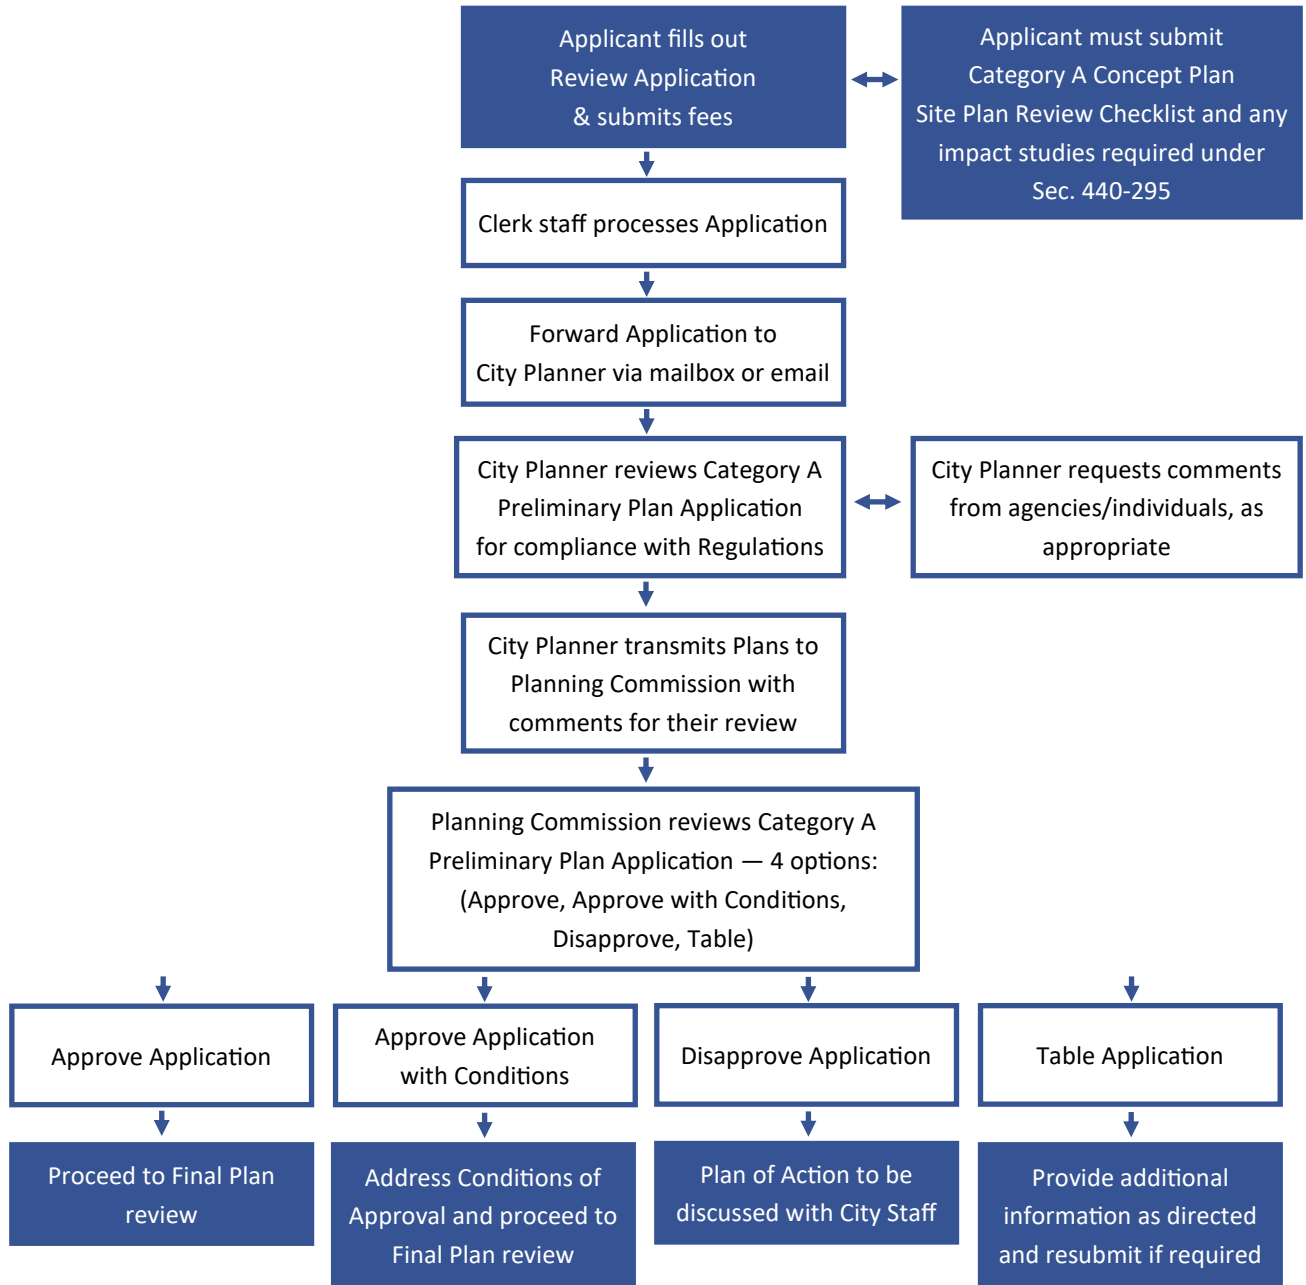 Applicant fills out
Review Application
& submits fees
Applicant must submit
Category A Concept Plan
Site Plan Review Checklist and any
impact studies required under
Sec. 440-295
Clerk staff processes Application
Forward Application to
City Planner via mailbox or email
City Planner reviews Category A
Preliminary Plan Application
for compliance with Regulations
City Planner requests comments
from agencies/individuals, as
appropriate
City Planner transmits Plans to
Planning Commission with
comments for their review
Planning Commission reviews Category A
Preliminary Plan Application — 4 options:
(Approve, Approve with Conditions,
Disapprove, Table)
Approve Application
Approve Application
with Conditions
Disapprove Application
Table Application
Proceed to Final Plan
review
Address Conditions of
Approval and proceed to
Final Plan review
Plan of Action to be
discussed with City Staff
Provide additional
information as directed
and resubmit if required